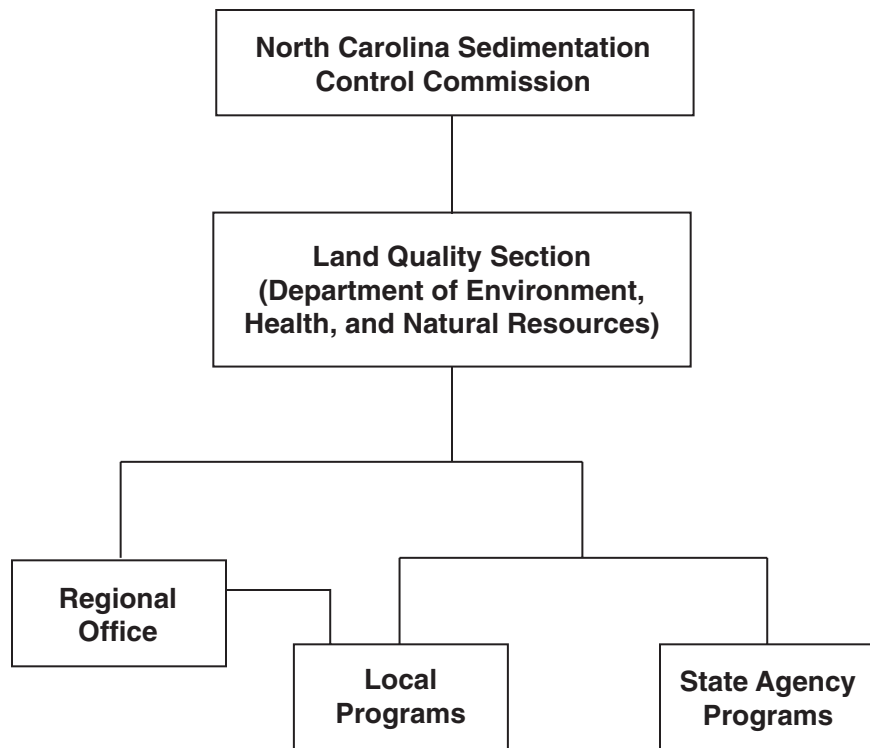 North Carolina Sedimentation
Control Commission
Land Quality Section
(Department of Environment,
Health, and Natural Resources)
Regional
Office
Local
Programs
State Agency
Programs